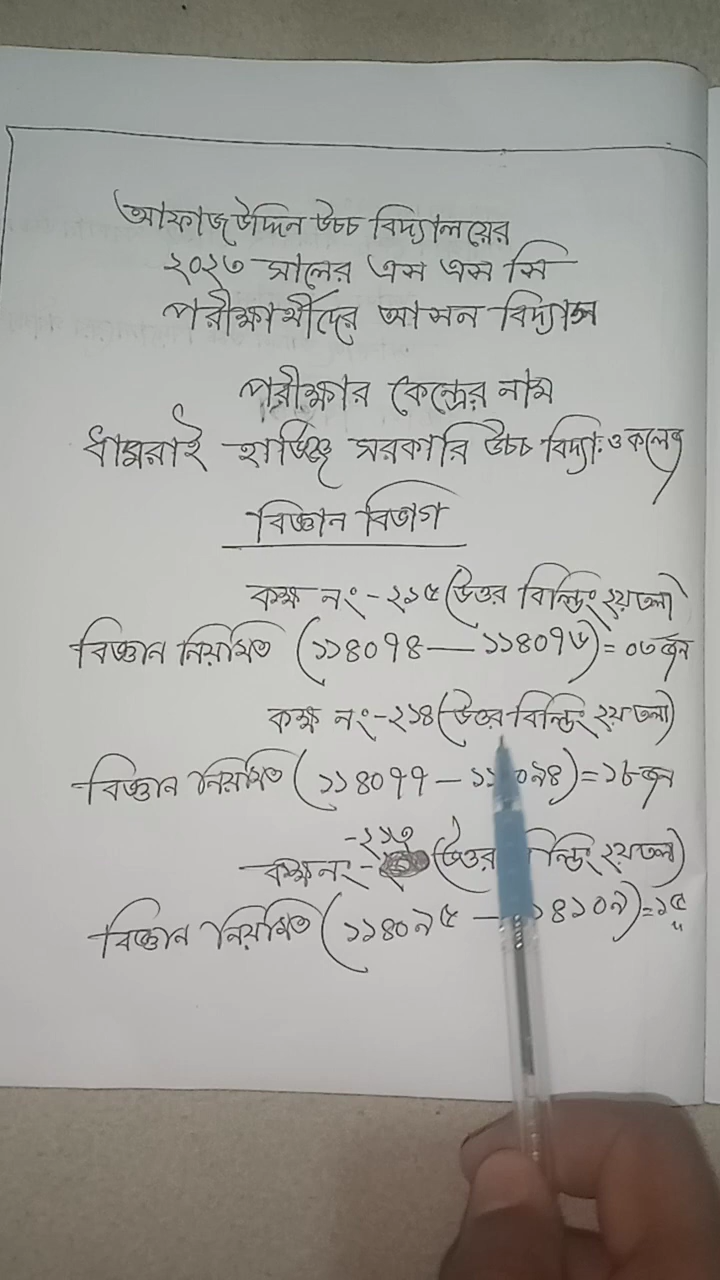 আফাজ উদ্দিন উচ্চ বিদ্যালয়ের
২০২৩ সালের এস এস সি
পরীক্ষার্থীদের আসন বিদ্যাস
পরীক্ষার কেন্দ্রের নাম
ধামরাই হার্ডিঞ্জ সরকারি উচ্চ বিদ্যাঃ ও কলেজ
বিজ্ঞান বিভাগ
কক্ষ নং - ২১৫ (উত্তর বিল্ডিং ২য় তলা)
বিজ্ঞান নিয়মিত (১১৪০৭৪ — ১১৪০৭৬) = ০৩ জন
কক্ষ নং - ২১৪ (উত্তর বিল্ডিং ২য় তলা)
বিজ্ঞান নিয়মিত (১১৪০৭৭ — ০৯৪) = ১৮ জন
কক্ষ নং - ২১৩ (উত্তর বিল্ডিং ২য় তলা)
বিজ্ঞান নিয়মিত (১১৪০৯৫ — ১৪১০৯) = ১৫ "